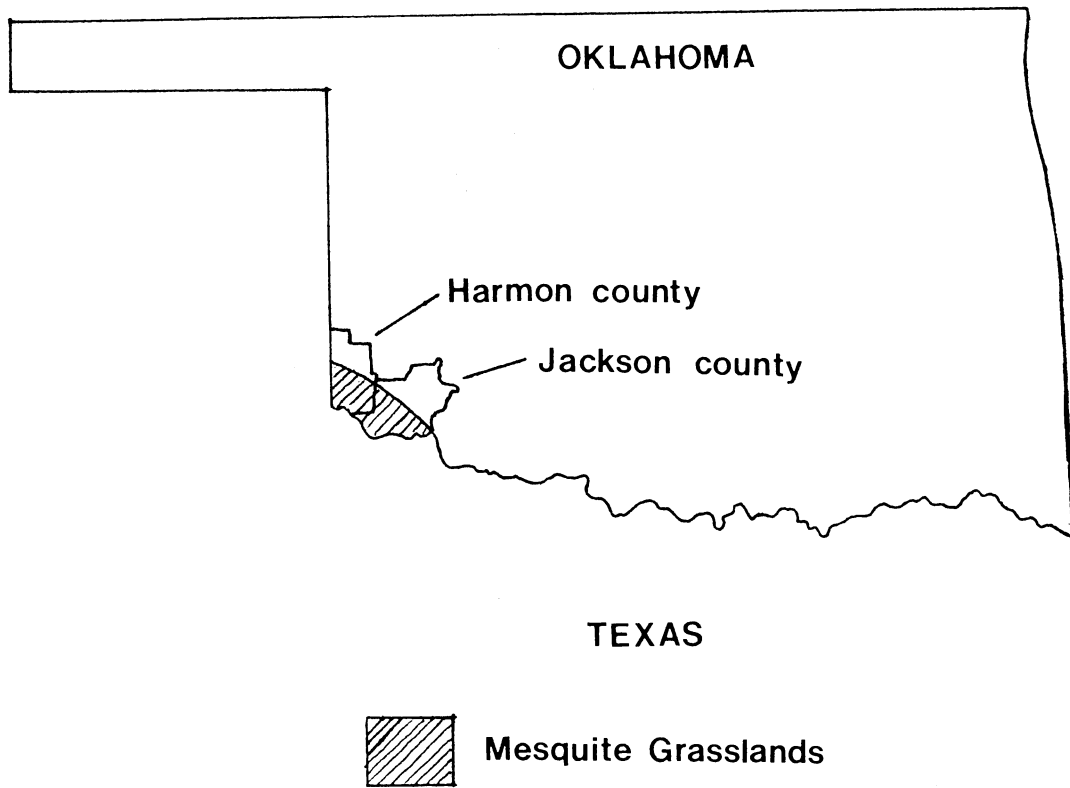 OKLAHOMA
Harmon county
Jackson county
TEXAS
Mesquite Grasslands